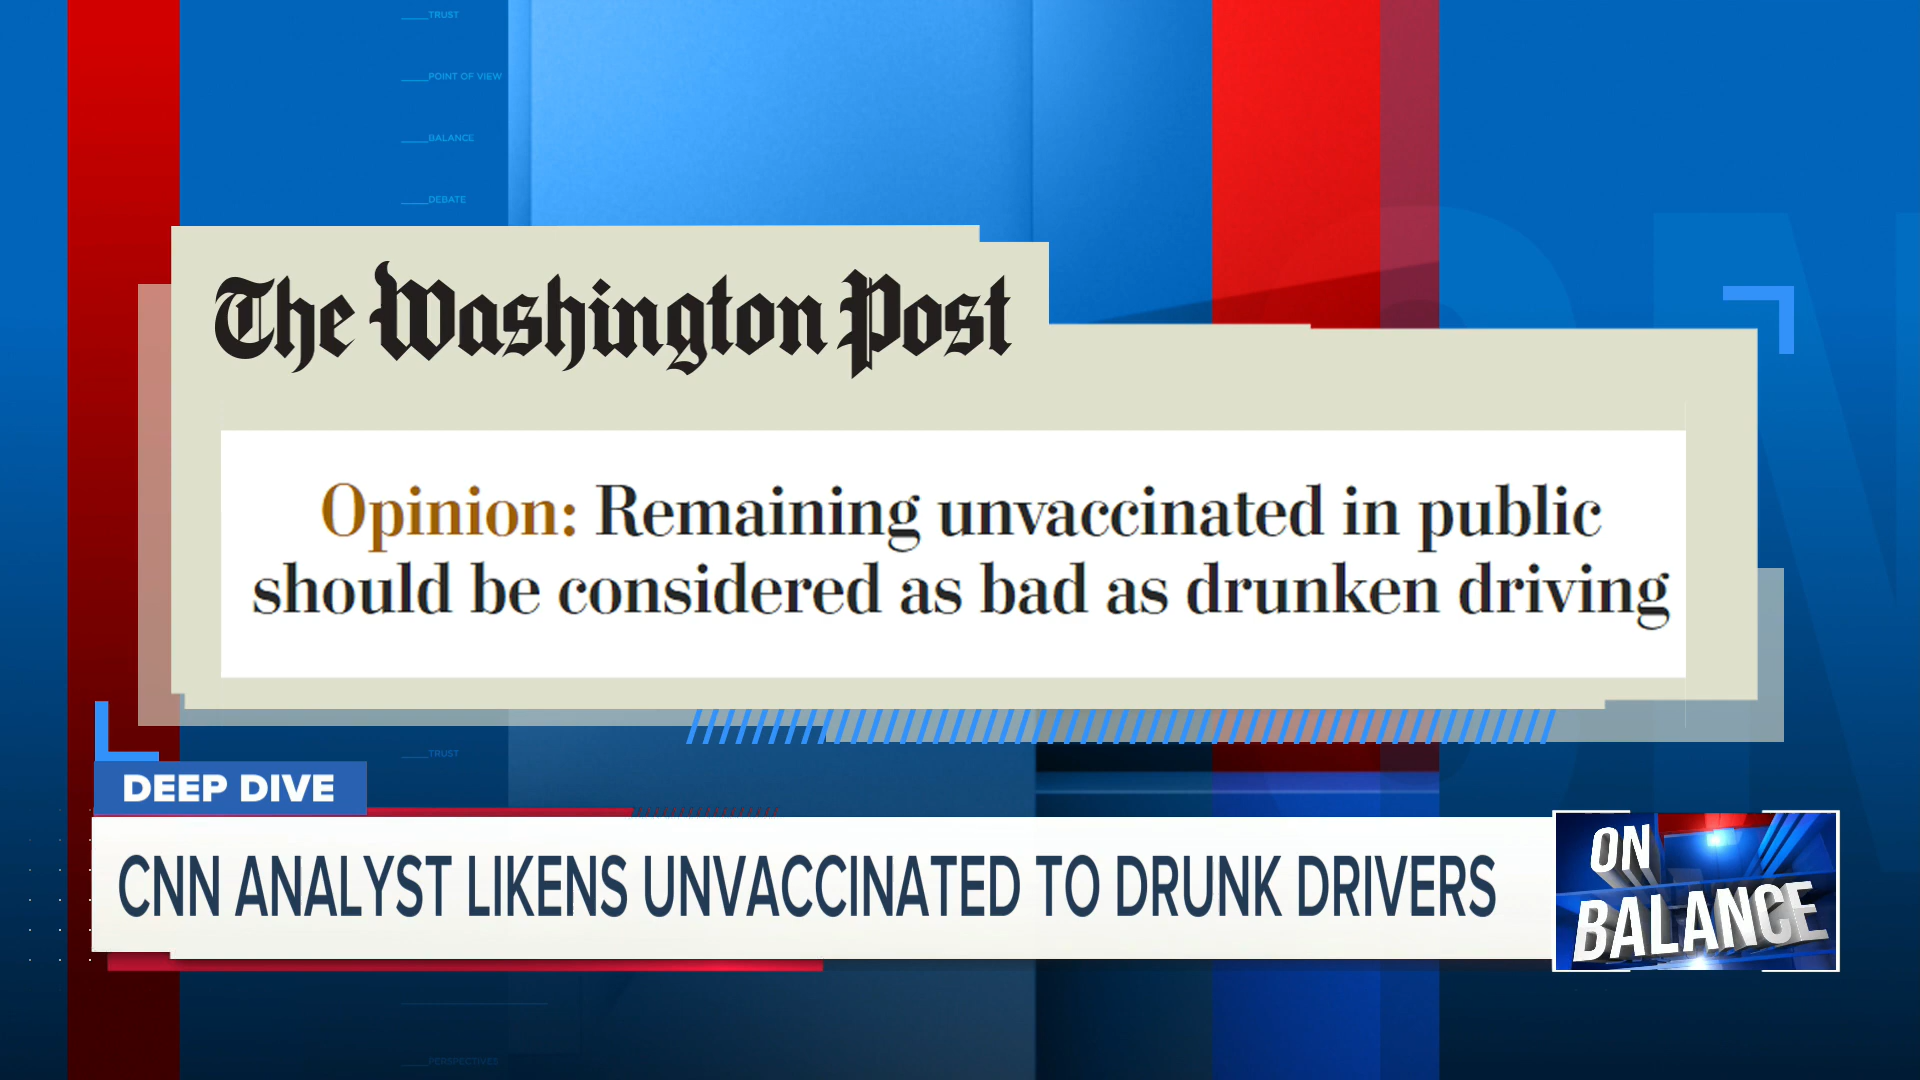 TRUST
POINT OF VIEW
BALANCE
DEBATE
The Washington Post
Opinion: Remaining unvaccinated in public
should be considered as bad as drunken driving
TRUST
DEEP DIVE
CNN ANALYST LIKENS UNVACCINATED TO DRUNK DRIVERS
ON
BALANCE
PERSPECTIVES